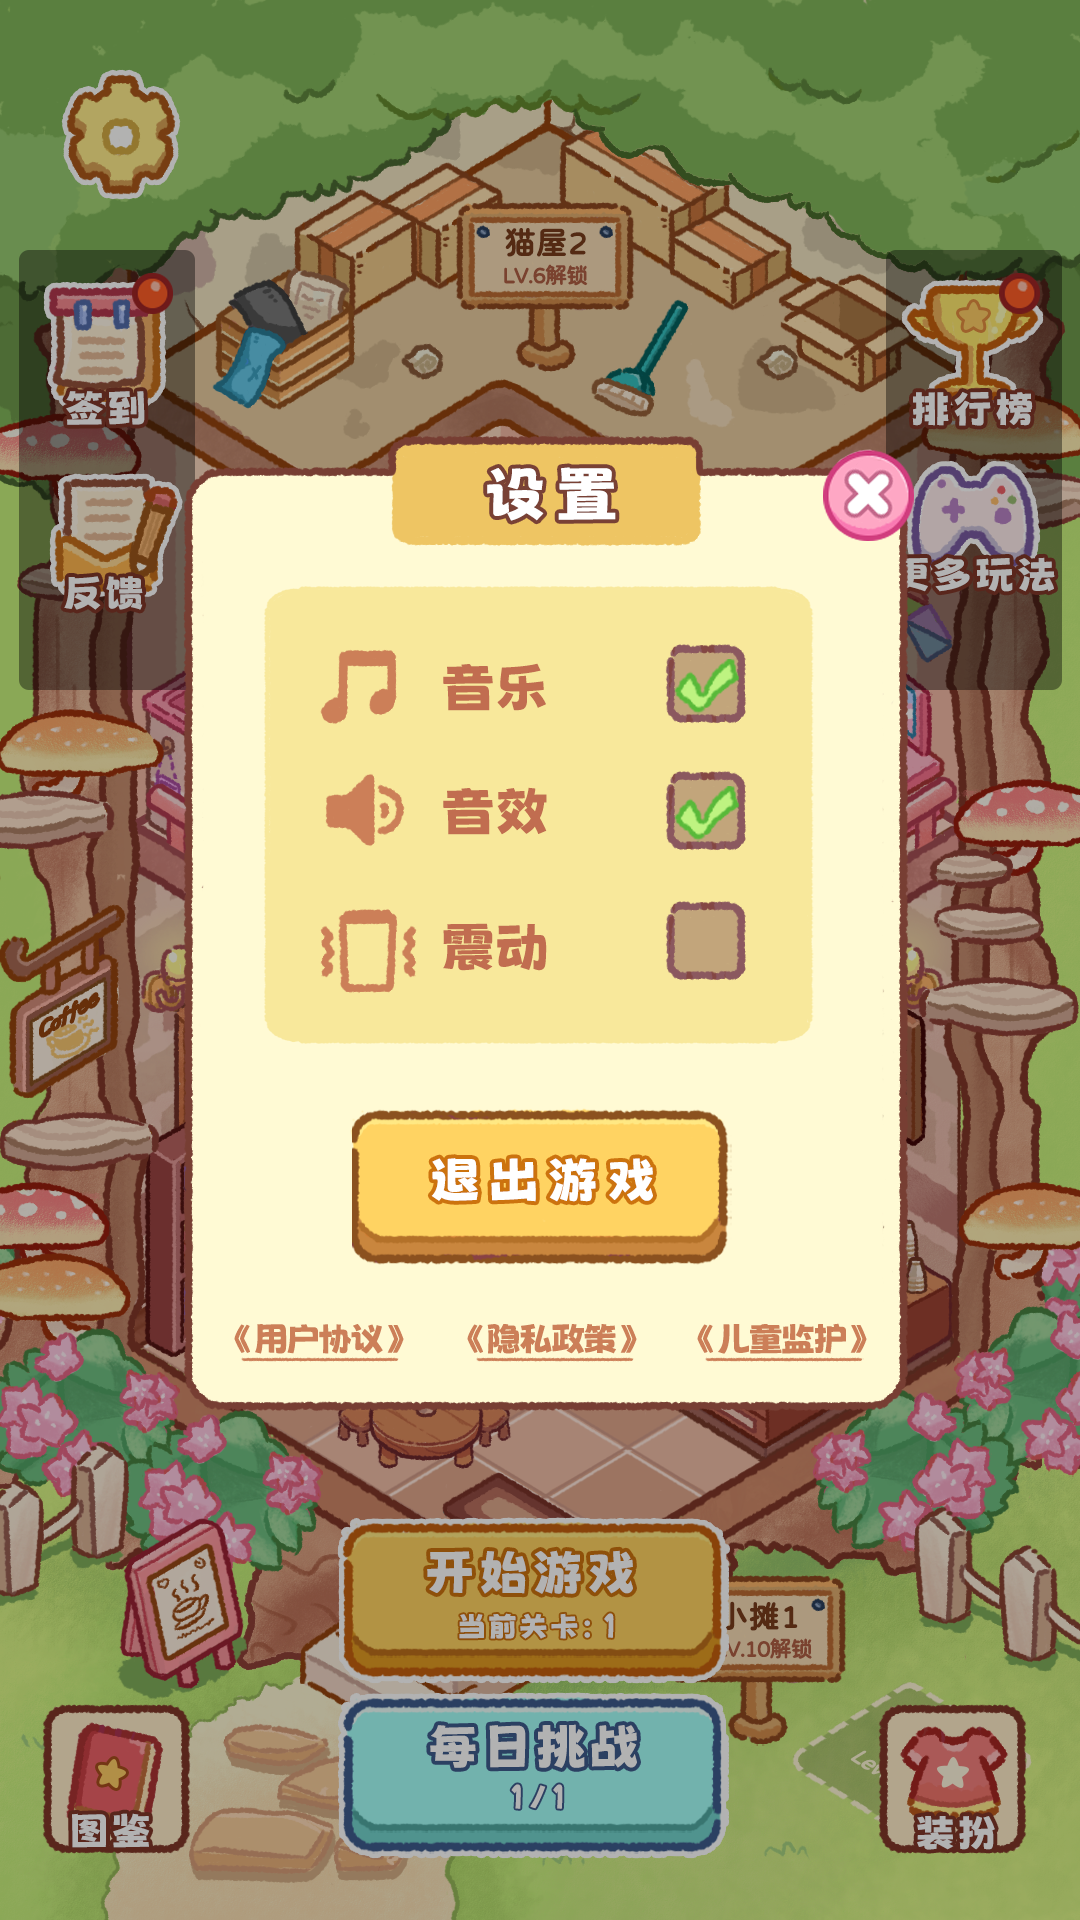 猫屋2
LV.6解锁
签到
排行榜
设置
反馈
更多玩法
音乐
音效
震动
Coffee
退出游戏
《用户协议》
《隐私政策》
《儿童监护》
开始游戏
当前关卡:1
小摊1
V.10解锁
每日挑战
1/1
Lev
图鉴
装扮